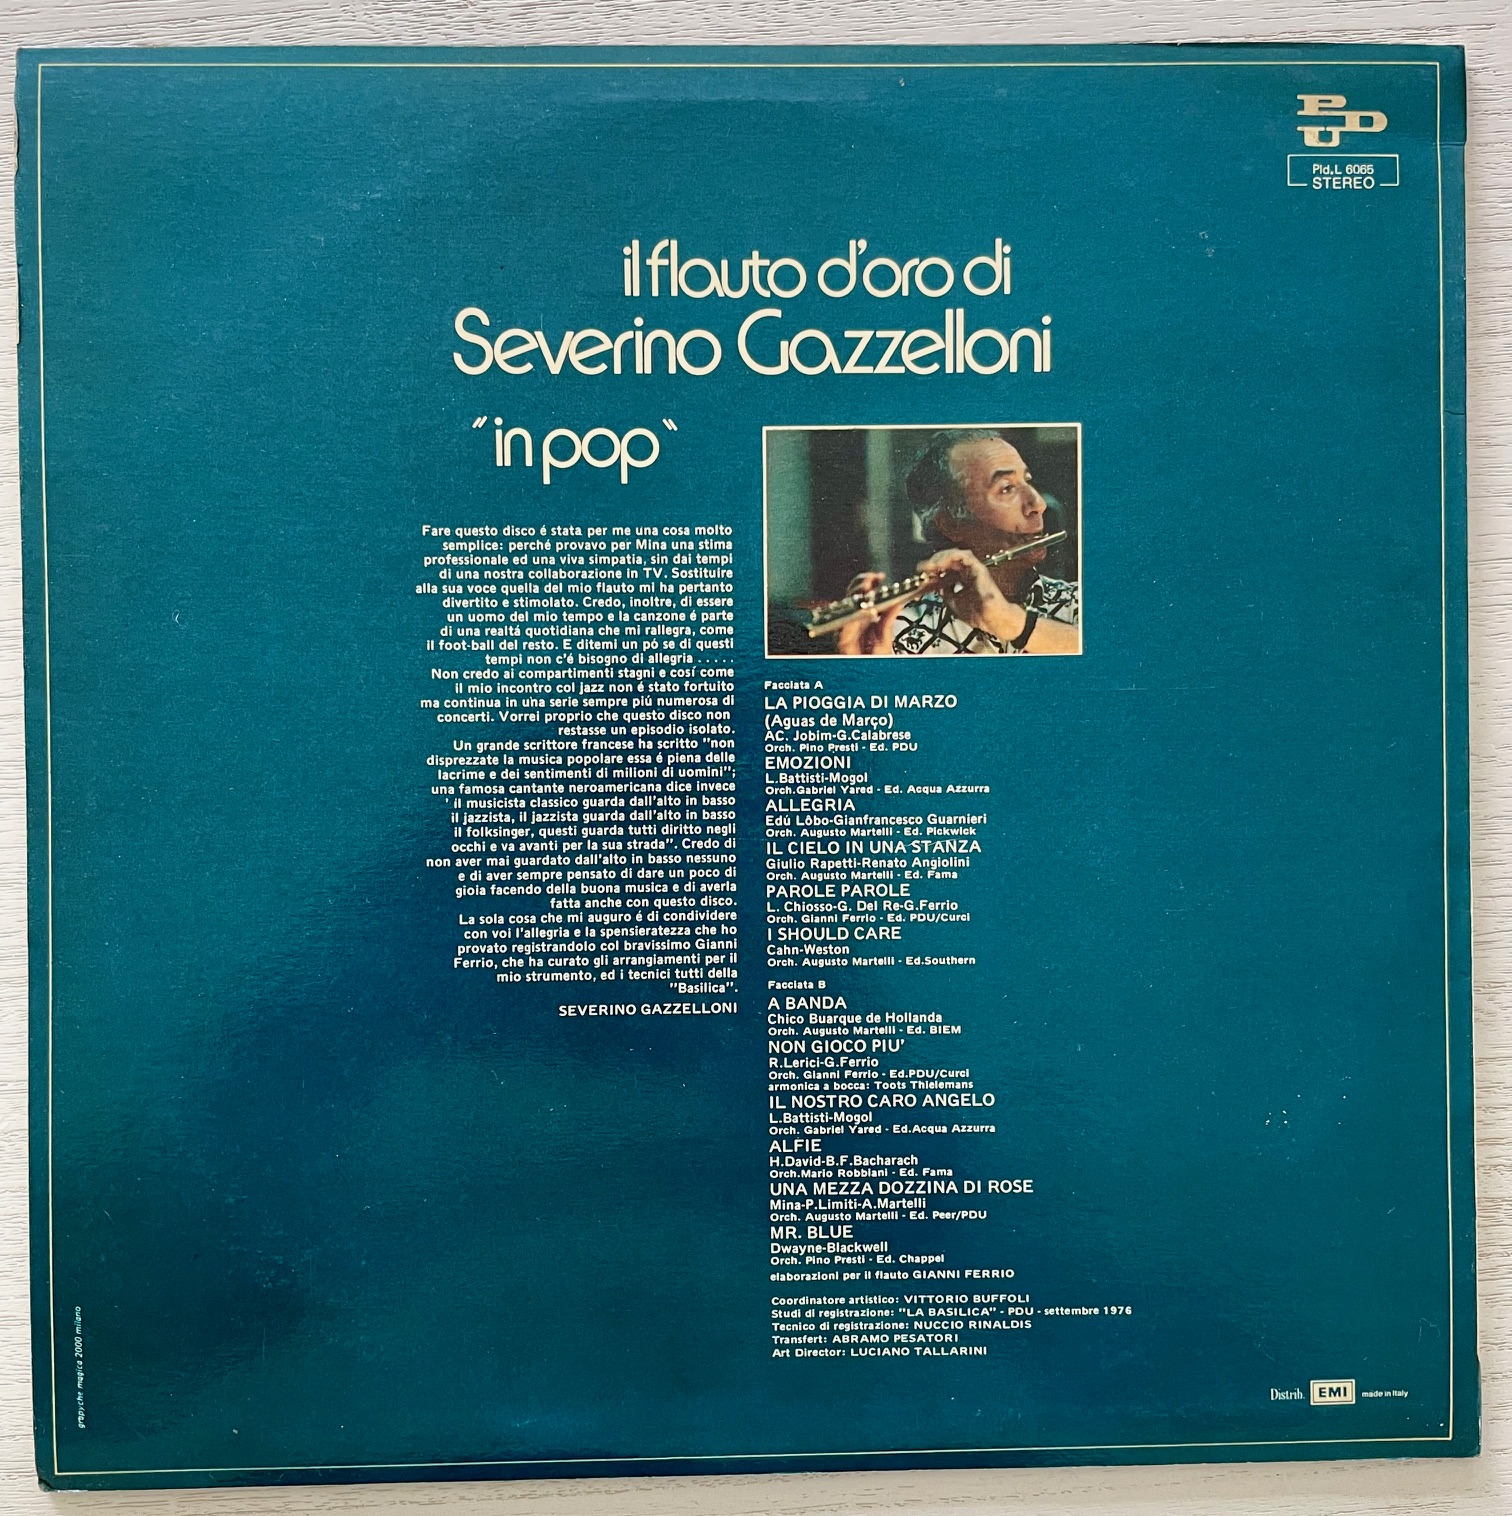 PDU
Pld.L 6065
STEREO
il flauto d'oro di
Severino Gazzelloni
"in pop"
Fare questo disco é stata per me una cosa molto
semplice: perché provavo per Mina una stima
professionale ed una viva simpatia, sin dai tempi
di una nostra collaborazione in TV. Sostituire
alla sua voce quella del mio flauto mi ha pertanto
divertito e stimolato. Credo, inoltre, di essere
un uomo del mio tempo e la canzone é parte
di una realtá quotidiana che mi rallegra, come
il foot-ball del resto. E ditemi un pó se di questi
tempi non c'é bisogno di allegria . . . . .
Non credo ai compartimenti stagni e cosí come
il mio incontro col jazz non é stato fortuito
ma continua in una serie sempre piú numerosa di
concerti. Vorrei proprio che questo disco non
restasse un episodio isolato.
Un grande scrittore francese ha scritto "non
disprezzate la musica popolare essa é piena delle
lacrime e dei sentimenti di milioni di uomini";
una famosa cantante neroamericana dice invece
' il musicista classico guarda dall'alto in basso
il jazzista, il jazzista guarda dall'alto in basso
il folksinger, questi guarda tutti diritto negli
occhi e va avanti per la sua strada". Credo di
non aver mai guardato dall'alto in basso nessuno
e di aver sempre pensato di dare un poco di
gioia facendo della buona musica e di averla
fatta anche con questo disco.
La sola cosa che mi auguro é di condividere
con voi l'allegria e la spensieratezza che ho
provato registrandolo col bravissimo Gianni
Ferrio, che ha curato gli arrangiamenti per il
mio strumento, ed i tecnici tutti della
"Basilica".
SEVERINO GAZZELLONI
Facciata A
LA PIOGGIA DI MARZO
(Aguas de Março)
AC. Jobim-G.Calabrese
Orch. Pino Presti - Ed. PDU
EMOZIONI
L.Battisti-Mogol
Orch.Gabriel Yared - Ed. Acqua Azzurra
ALLEGRIA
Edú Lôbo-Gianfrancesco Guarnieri
Orch. Augusto Martelli - Ed. Pickwick
IL CIELO IN UNA STANZA
Giulio Rapetti-Renato Angiolini
Orch. Augusto Martelli - Ed. Fama
PAROLE PAROLE
L. Chiosso-G. Del Re-G.Ferrio
Orch. Gianni Ferrio - Ed. PDU/Curci
I SHOULD CARE
Cahn-Weston
Orch. Augusto Martelli - Ed.Southern
Facciata B
A BANDA
Chico Buarque de Hollanda
Orch. Augusto Martelli - Ed. BIEM
NON GIOCO PIU'
R.Lerici-G.Ferrio
Orch. Gianni Ferrio - Ed.PDU/Curci
armonica a bocca: Toots Thielemans
IL NOSTRO CARO ANGELO
L.Battisti-Mogol
Orch. Gabriel Yared - Ed.Acqua Azzurra
ALFIE
H.David-B.F.Bacharach
Orch.Mario Robbiani - Ed. Fama
UNA MEZZA DOZZINA DI ROSE
Mina-P.Limiti-A.Martelli
Orch. Augusto Martelli - Ed. Peer/PDU
MR. BLUE
Dwayne-Blackwell
Orch. Pino Presti - Ed. Chappel
elaborazioni per il flauto GIANNI FERRIO
Coordinatore artistico: VITTORIO BUFFOLI
Studi di registrazione: "LA BASILICA" - PDU - settembre 1976
Tecnico di registrazione: NUCCIO RINALDIS
Transfert: ABRAMO PESATORI
Art Director: LUCIANO TALLARINI
grapyche magica 2000 milano
Distrib. EMI made in Italy